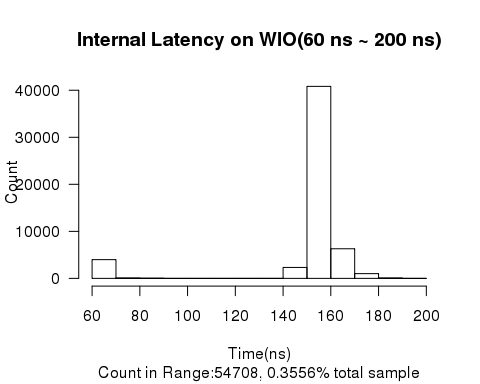 Internal Latency on WIO(60 ns ~ 200 ns)
Count
40000
30000
20000
10000
0
60 80 100 120 140 160 180 200
Time(ns)
Count in Range:54708, 0.3556% total sample